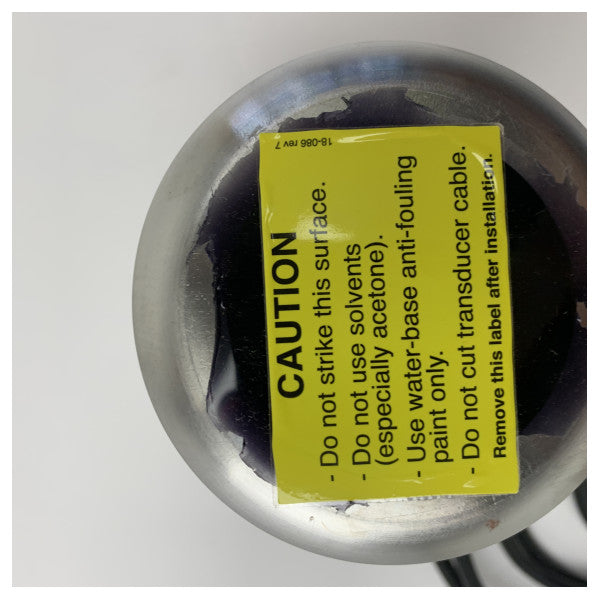 CAUTION
- Do not strike this surface.
- Do not use solvents
(especially acetone).
- Use water-base anti-fouling
paint only.
- Do not cut transducer cable.
Remove this label after installation.
18-086 rev 7